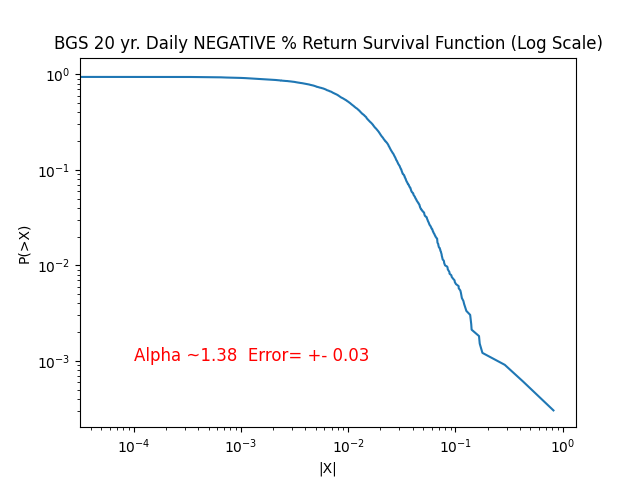 BGS 20 yr. Daily NEGATIVE % Return Survival Function (Log Scale)
P(>X)
10⁰
10⁻¹
10⁻²
10⁻³
Alpha ~1.38  Error= +- 0.03
10⁻⁴ 10⁻³ 10⁻² 10⁻¹ 10⁰
|X|